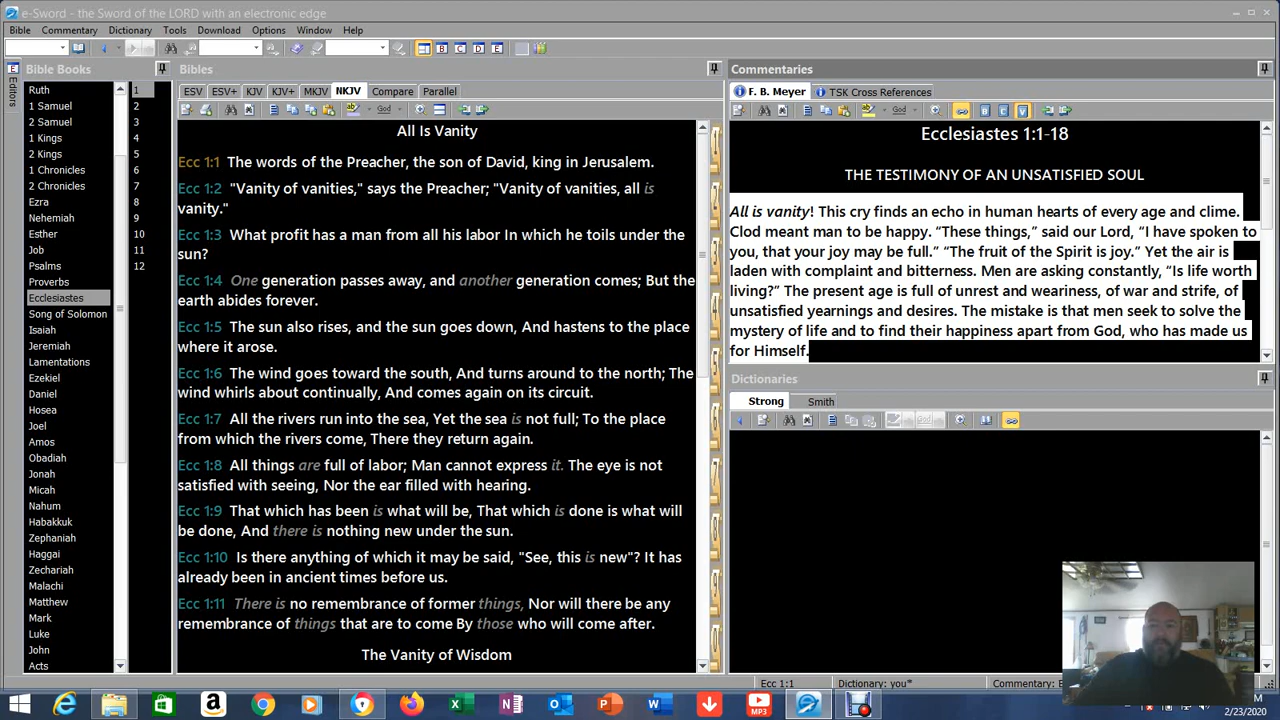 e-Sword - the Sword of the LORD with an electronic edge
Bible Commentary Dictionary Tools Download Options Window Help
Editors
Bible Books
Ruth
1 Samuel
2 Samuel
1 Kings
2 Kings
1 Chronicles
2 Chronicles
Ezra
Nehemiah
Esther
Job
Psalms
Proverbs
Ecclesiastes
Song of Solomon
Isaiah
Jeremiah
Lamentations
Ezekiel
Daniel
Hosea
Joel
Amos
Obadiah
Jonah
Micah
Nahum
Habakkuk
Zephaniah
Haggai
Zechariah
Malachi
Matthew
Mark
Luke
John
Acts
1
2
3
4
5
6
7
8
9
10
11
12
Bibles
ESV ESV+ KJV KJV+ MKJV NKJV Compare Parallel
All Is Vanity
Ecc 1:1 The words of the Preacher, the son of David, king in Jerusalem.
Ecc 1:2 "Vanity of vanities," says the Preacher; "Vanity of vanities, all is
vanity."
Ecc 1:3 What profit has a man from all his labor In which he toils under the
sun?
Ecc 1:4 One generation passes away, and another generation comes; But the
earth abides forever.
Ecc 1:5 The sun also rises, and the sun goes down, And hastens to the place
where it arose.
Ecc 1:6 The wind goes toward the south, And turns around to the north; The
wind whirls about continually, And comes again on its circuit.
Ecc 1:7 All the rivers run into the sea, Yet the sea is not full; To the place
from which the rivers come, There they return again.
Ecc 1:8 All things are full of labor; Man cannot express it. The eye is not
satisfied with seeing, Nor the ear filled with hearing.
Ecc 1:9 That which has been is what will be, That which is done is what will
be done, And there is nothing new under the sun.
Ecc 1:10 Is there anything of which it may be said, "See, this is new"? It has
already been in ancient times before us.
Ecc 1:11 There is no remembrance of former things, Nor will there be any
remembrance of things that are to come By those who will come after.
The Vanity of Wisdom
Commentaries
F. B. Meyer TSK Cross References
Ecclesiastes 1:1-18
THE TESTIMONY OF AN UNSATISFIED SOUL
All is vanity! This cry finds an echo in human hearts of every age and clime.
Clod meant man to be happy. “These things,” said our Lord, “I have spoken to
you, that your joy may be full.” “The fruit of the Spirit is joy.” Yet the air is
laden with complaint and bitterness. Men are asking constantly, “Is life worth
living?” The present age is full of unrest and weariness, of war and strife, of
unsatisfied yearnings and desires. The mistake is that men seek to solve the
mystery of life and to find their happiness apart from God, who has made us
for Himself.
Dictionaries
Strong Smith
Ecc 1:1 Dictionary: you* Commentary: E
2/23/2020